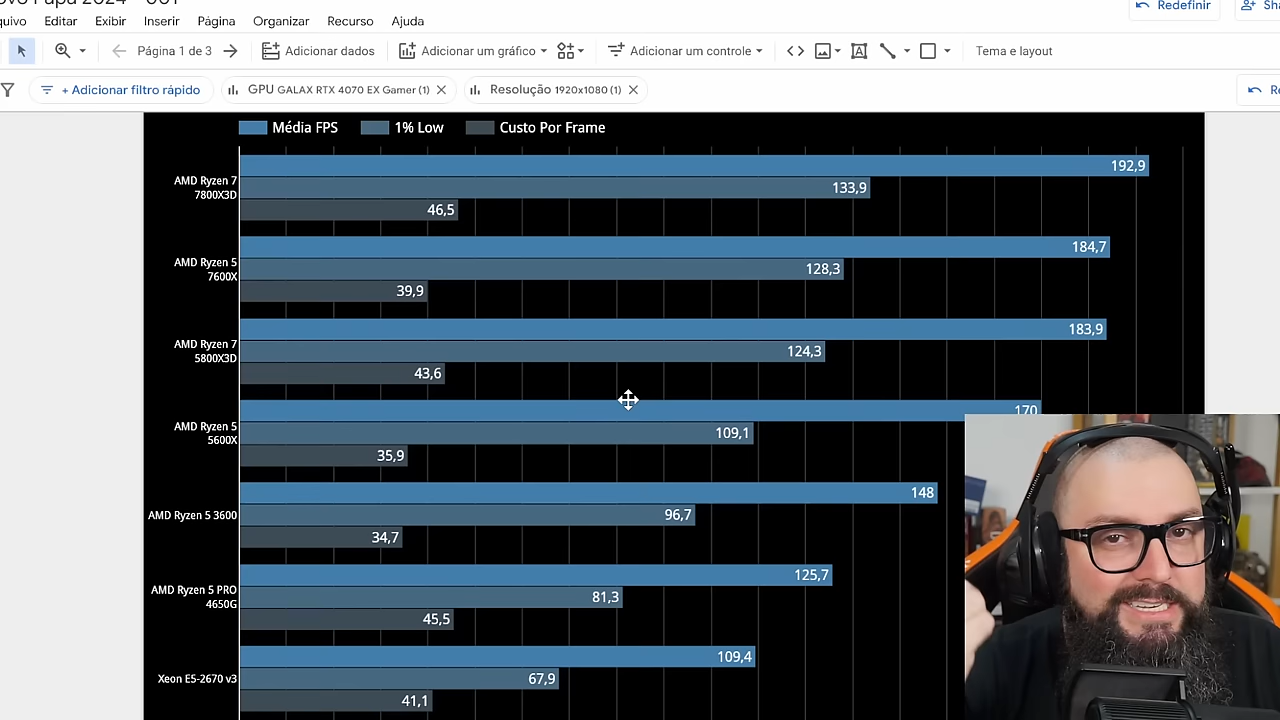 2024
quivo Editar Exibir Inserir Página Organizar Recurso Ajuda
Redefinir
Página 1 de 3 Adicionar dados Adicionar um gráfico Adicionar um controle Tema e layout
+ Adicionar filtro rápido GPU GALAX RTX 4070 EX Gamer (1) Resolução 1920x1080 (1)
Média FPS 1% Low Custo Por Frame
AMD Ryzen 7
7800X3D
192,9
133,9
46,5
AMD Ryzen 5
7600X
184,7
128,3
39,9
AMD Ryzen 7
5800X3D
183,9
124,3
43,6
AMD Ryzen 5
5600X
170
109,1
35,9
AMD Ryzen 5 3600
148
96,7
34,7
AMD Ryzen 5 PRO
4650G
125,7
81,3
45,5
Xeon E5-2670 v3
109,4
67,9
41,1